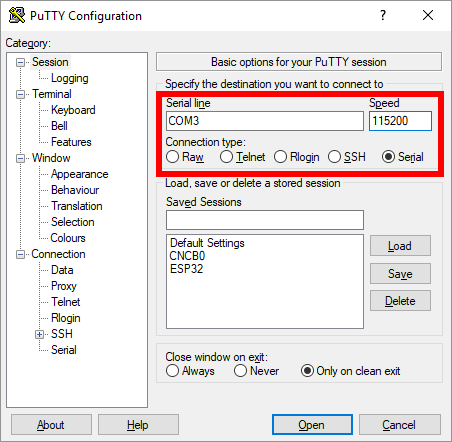 PuTTY Configuration
Category:
Session
Logging
Terminal
Keyboard
Bell
Features
Window
Appearance
Behaviour
Translation
Selection
Colours
Connection
Data
Proxy
Telnet
Rlogin
SSH
Serial
Basic options for your PuTTY session
Specify the destination you want to connect to
Serial line Speed
COM3 115200
Connection type:
Raw Telnet Rlogin SSH Serial
Load, save or delete a stored session
Saved Sessions
Default Settings
CNCB0
ESP32
Load
Save
Delete
Close window on exit:
Always Never Only on clean exit
About Help Open Cancel